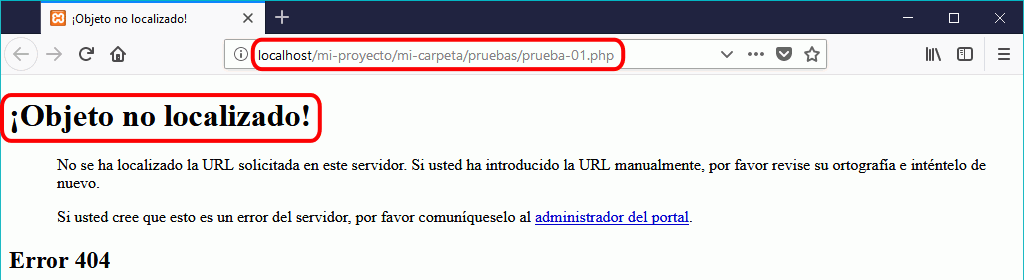 ¡Objeto no localizado!
localhost/mi-proyecto/mi-carpeta/pruebas/prueba-01.php
¡Objeto no localizado!
No se ha localizado la URL solicitada en este servidor. Si usted ha introducido la URL manualmente, por favor revise su ortografía e inténtelo de
nuevo.
Si usted cree que esto es un error del servidor, por favor comuníqueselo al administrador del portal.
Error 404